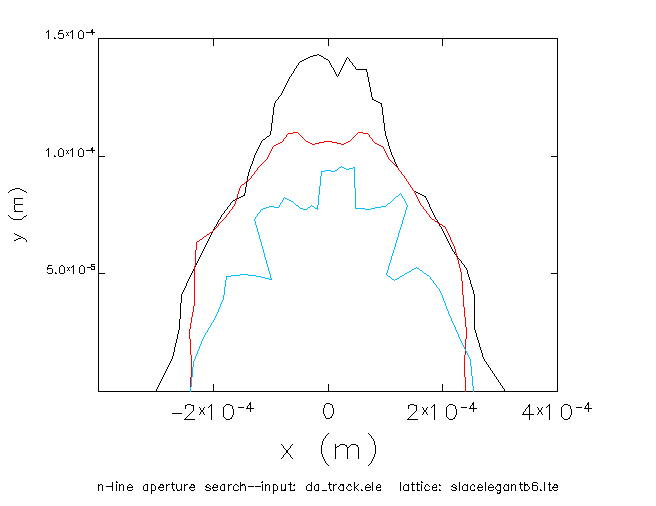 1.5×10⁻⁴
1.0×10⁻⁴
5.0×10⁻⁵
y (m)
−2×10⁻⁴ 0 2×10⁻⁴ 4×10⁻⁴
x (m)
n-line aperture search--input: da_track.ele lattice: slacelegantb6.lte